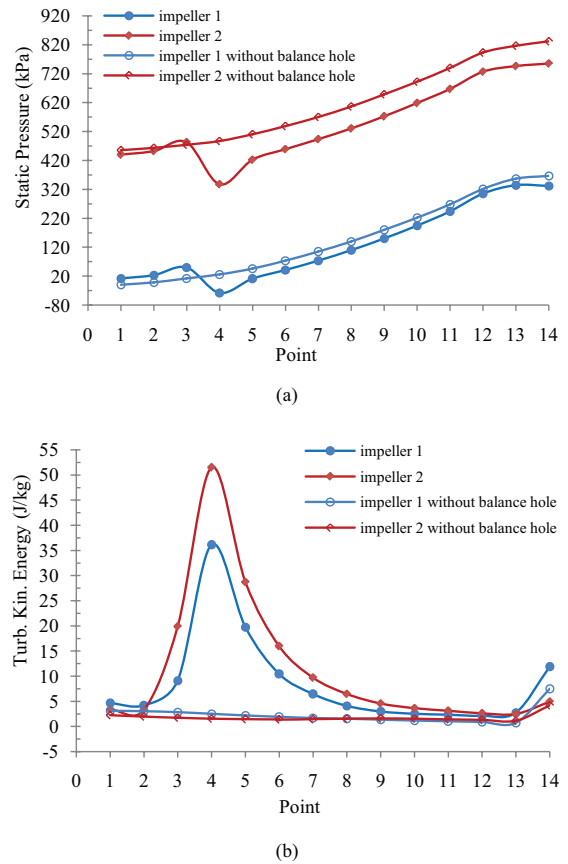 920
820
720
620
520
420
320
220
120
20
-80
Static Pressure (kPa)
impeller 1
impeller 2
impeller 1 without balance hole
impeller 2 without balance hole
0 1 2 3 4 5 6 7 8 9 10 11 12 13 14
Point
(a)
55
50
45
40
35
30
25
20
15
10
5
0
-5
Turb. Kin. Energy (J/kg)
impeller 1
impeller 2
impeller 1 without balance hole
impeller 2 without balance hole
0 1 2 3 4 5 6 7 8 9 10 11 12 13 14
Point
(b)